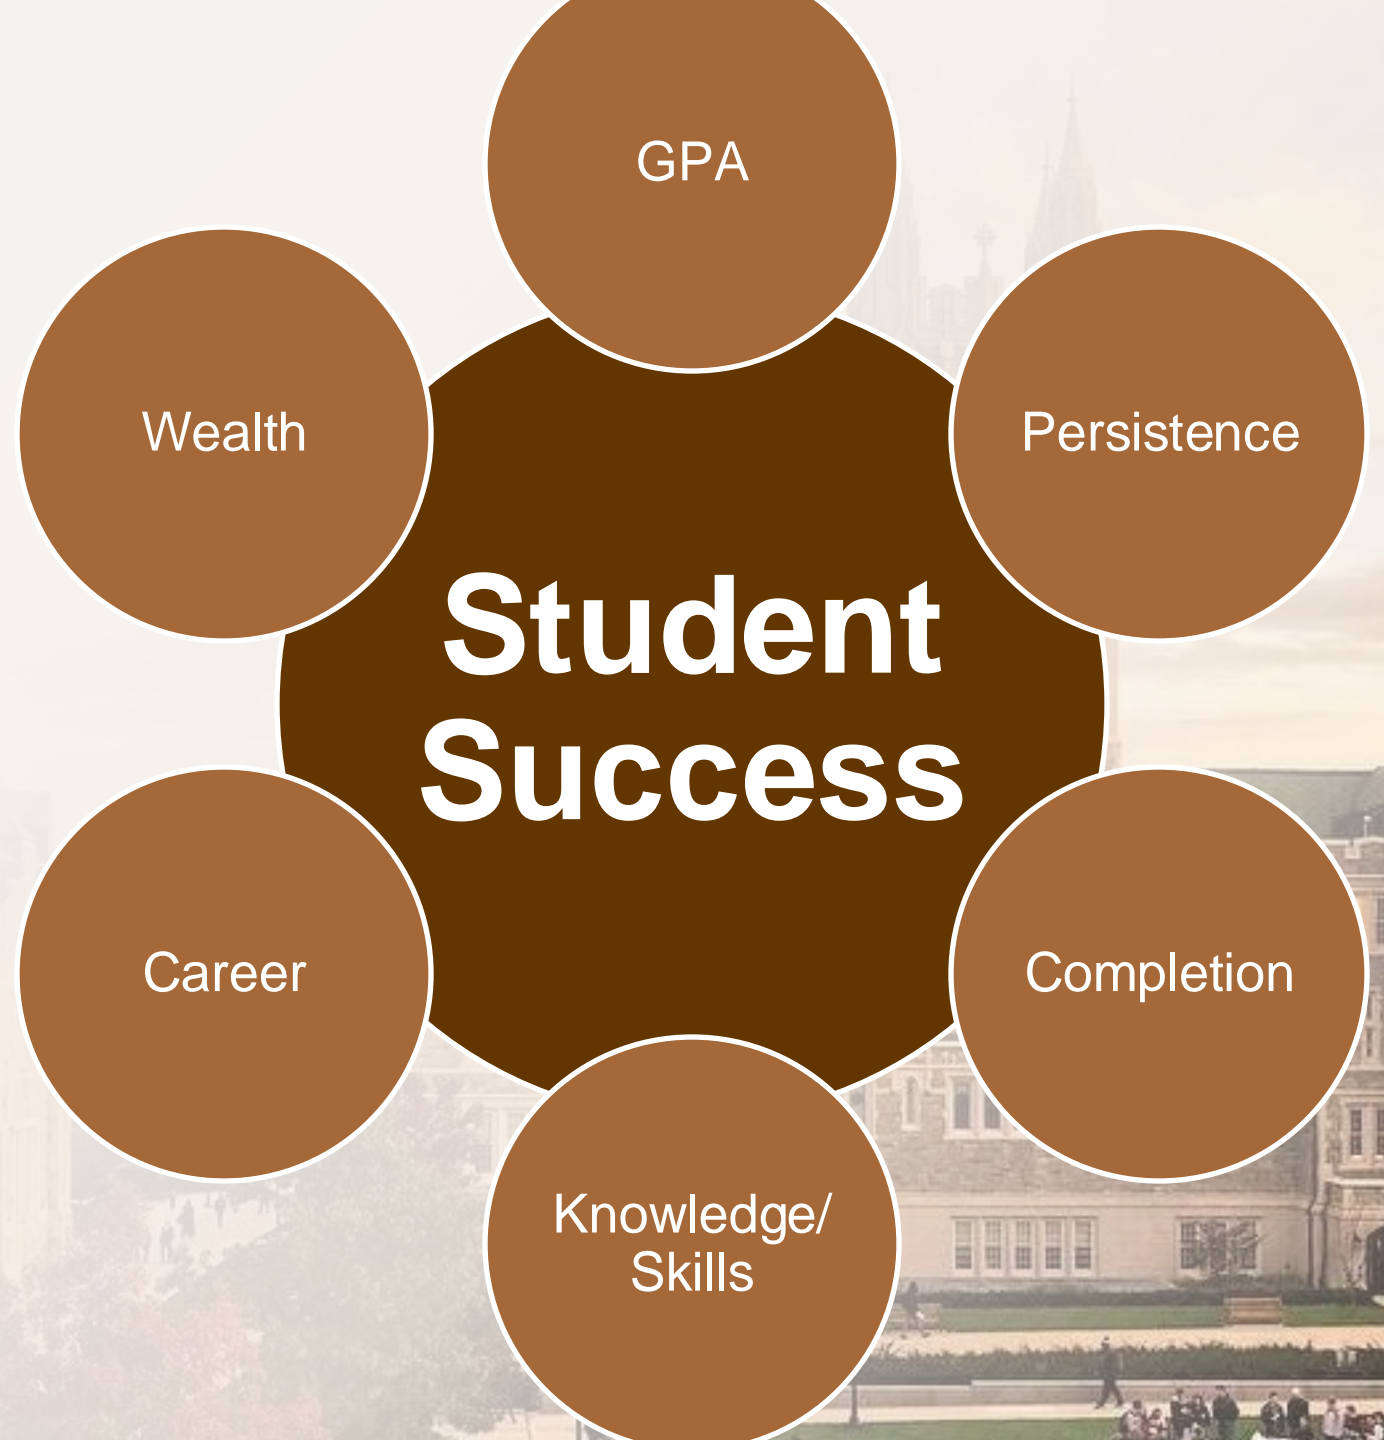 GPA
Wealth
Persistence
Student
Success
Career
Completion
Knowledge/
Skills